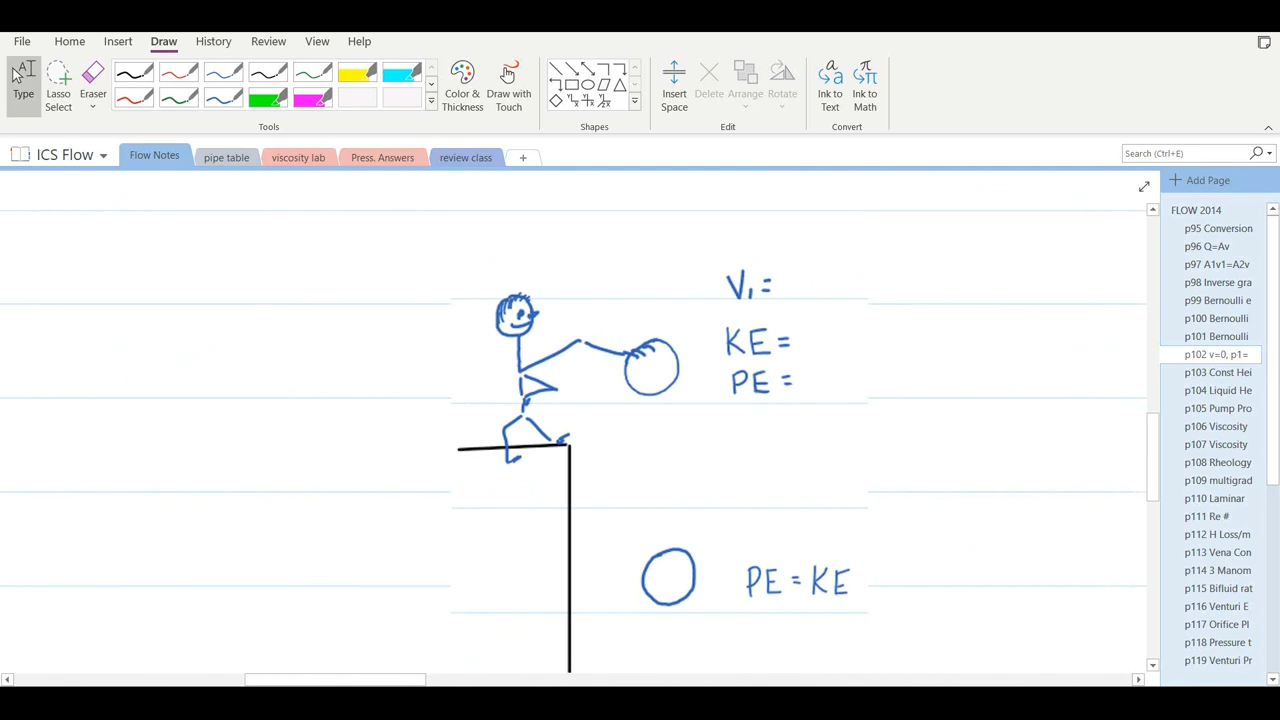 File Home Insert Draw History Review View Help
Type
Lasso Select
Eraser
Color & Thickness
Draw with Touch
Insert Space
Delete
Arrange
Rotate
Ink to Text
Ink to Math
Tools
Shapes
Edit
Convert
ICS Flow
Flow Notes
pipe table
viscosity lab
Press. Answers
review class
+
Search (Ctrl+E)
Add Page
FLOW 2014
p95 Conversion
p96 Q=Av
p97 A1v1=A2v
p98 Inverse gra
p99 Bernoulli e
p100 Bernoulli
p101 Bernoulli
p102 v=0, p1=
p103 Const Hei
p104 Liquid He
p105 Pump Pro
p106 Viscosity
p107 Viscosity
p108 Rheology
p109 multigrad
p110 Laminar
p111 Re #
p112 H Loss/m
p113 Vena Con
p114 3 Manom
p115 Bifluid rat
p116 Venturi E
p117 Orifice Pl
p118 Pressure t
p119 Venturi Pr
V₁ =
KE =
PE =
PE = KE